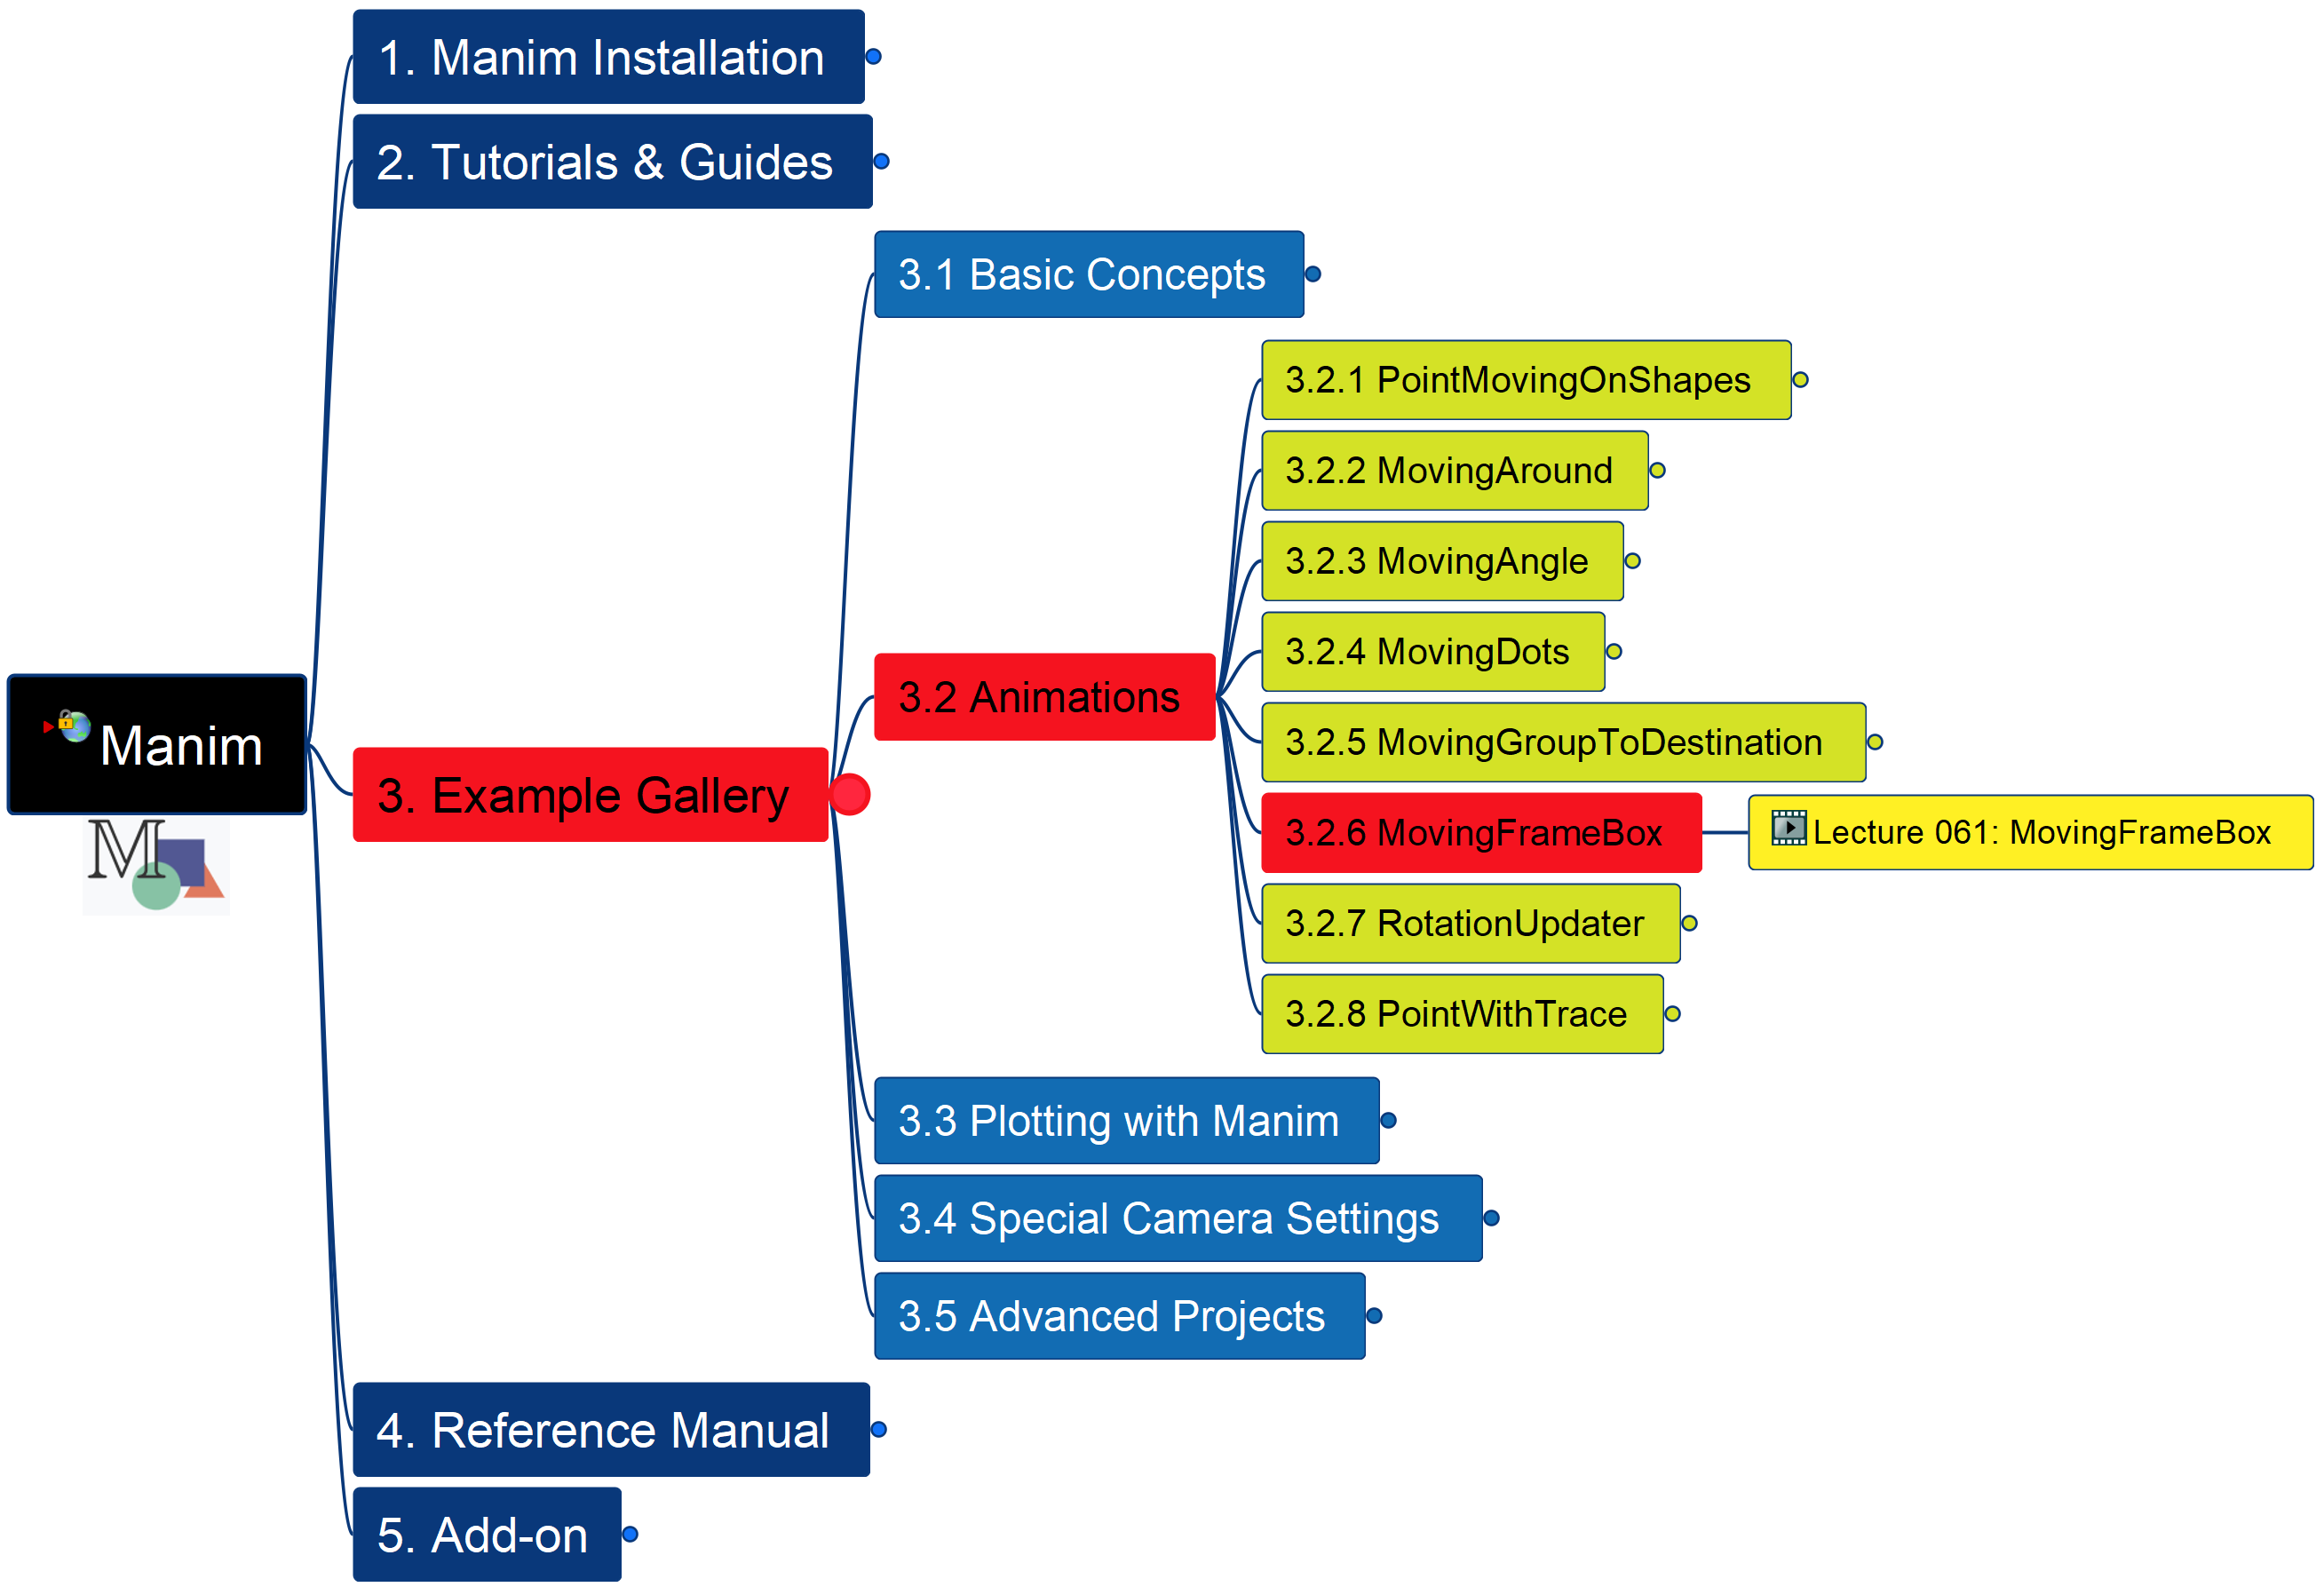 1. Manim Installation
2. Tutorials & Guides
3.1 Basic Concepts
3.2.1 PointMovingOnShapes
3.2.2 MovingAround
3.2.3 MovingAngle
3.2.4 MovingDots
3.2 Animations
3.2.5 MovingGroupToDestination
Manim
3. Example Gallery
3.2.6 MovingFrameBox
Lecture 061: MovingFrameBox
M
3.2.7 RotationUpdater
3.2.8 PointWithTrace
3.3 Plotting with Manim
3.4 Special Camera Settings
3.5 Advanced Projects
4. Reference Manual
5. Add-on